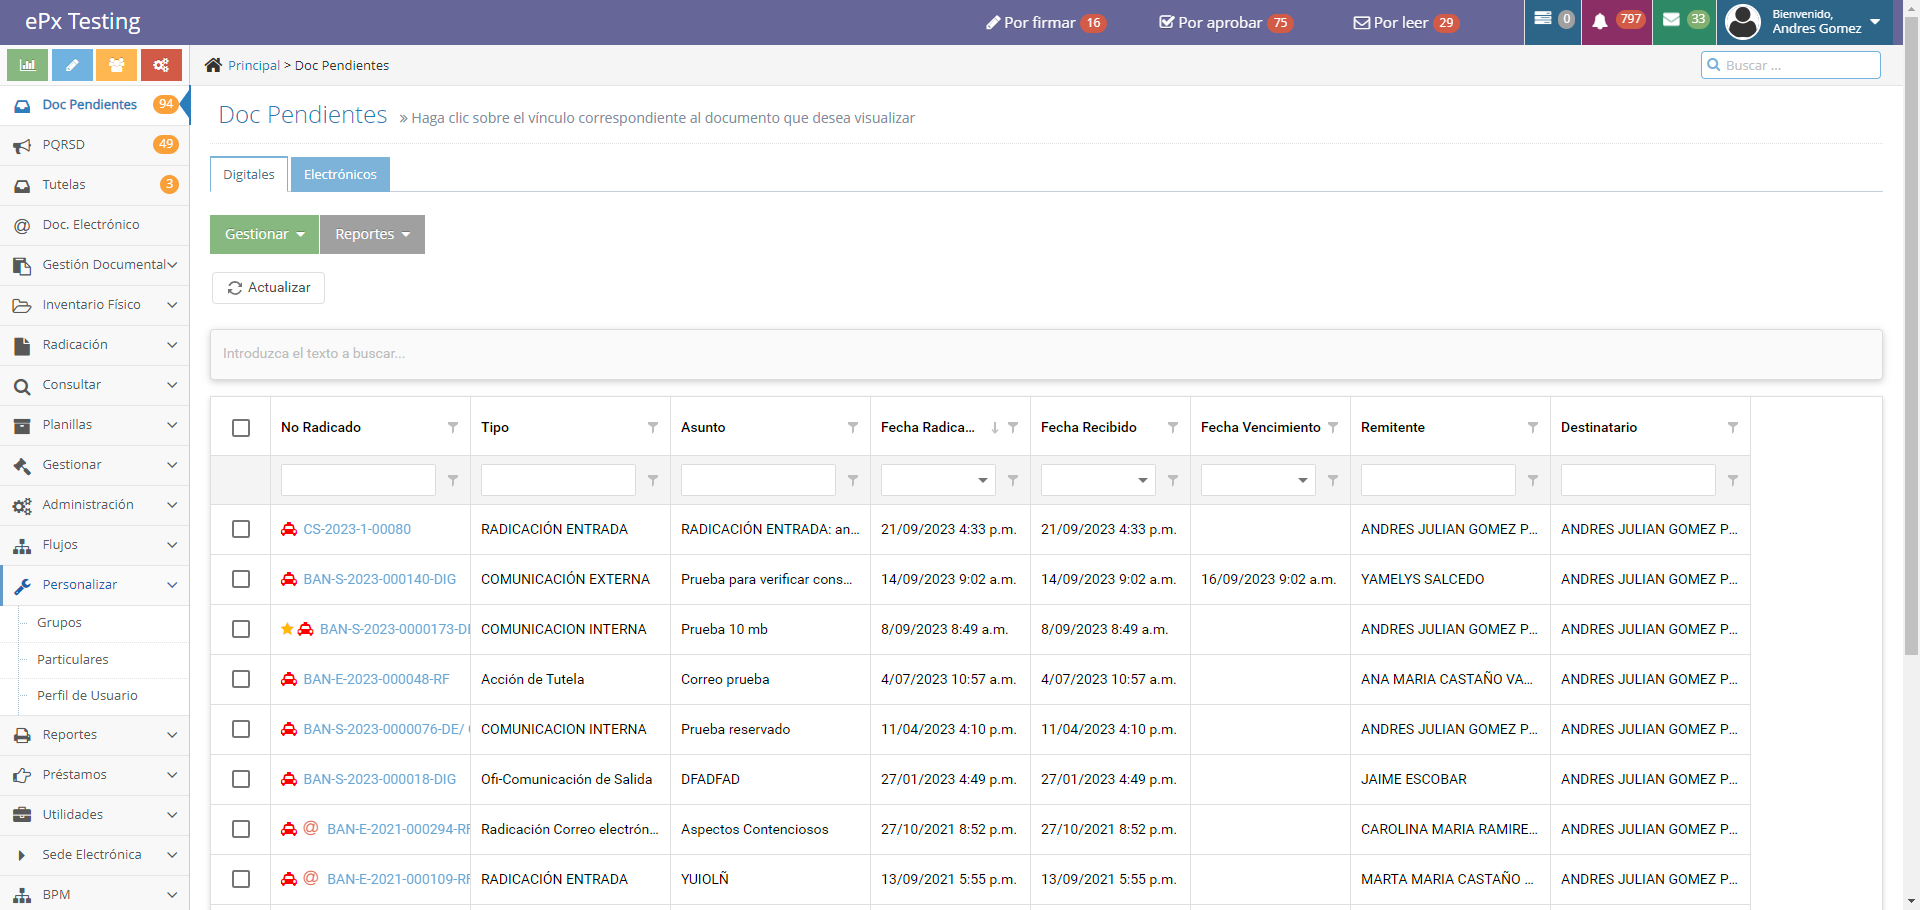 ePx Testing
Por firmar 16
Por aprobar 75
Por leer 29
0
797
33
Bienvenido,
Andres Gomez
Principal > Doc Pendientes
Buscar ...
Doc Pendientes 94
PQRSD 49
Tutelas 3
@ Doc. Electrónico
Gestión Documental
Inventario Físico
Radicación
Consultar
Planillas
Gestionar
Administración
Flujos
Personalizar
Grupos
Particulares
Perfil de Usuario
Reportes
Préstamos
Utilidades
Sede Electrónica
BPM
Doc Pendientes » Haga clic sobre el vínculo correspondiente al documento que desea visualizar
Digitales Electrónicos
Gestionar Reportes
Actualizar
Introduzca el texto a buscar...
No Radicado Tipo Asunto Fecha Radica... Fecha Recibido Fecha Vencimiento Remitente Destinatario
CS-2023-1-00080 RADICACIÓN ENTRADA RADICACIÓN ENTRADA: an... 21/09/2023 4:33 p.m. 21/09/2023 4:33 p.m. ANDRES JULIAN GOMEZ P... ANDRES JULIAN GOMEZ P...
BAN-S-2023-000140-DIG COMUNICACIÓN EXTERNA Prueba para verificar cons... 14/09/2023 9:02 a.m. 14/09/2023 9:02 a.m. 16/09/2023 9:02 a.m. YAMELYS SALCEDO ANDRES JULIAN GOMEZ P...
BAN-S-2023-0000173-DI COMUNICACION INTERNA Prueba 10 mb 8/09/2023 8:49 a.m. 8/09/2023 8:49 a.m. ANDRES JULIAN GOMEZ P... ANDRES JULIAN GOMEZ P...
BAN-E-2023-000048-RF Acción de Tutela Correo prueba 4/07/2023 10:57 a.m. 4/07/2023 10:57 a.m. ANA MARIA CASTAÑO VA... ANDRES JULIAN GOMEZ P...
BAN-S-2023-0000076-DE/ COMUNICACION INTERNA Prueba reservado 11/04/2023 4:10 p.m. 11/04/2023 4:10 p.m. ANDRES JULIAN GOMEZ P... ANDRES JULIAN GOMEZ P...
BAN-S-2023-000018-DIG Ofi-Comunicación de Salida DFADFAD 27/01/2023 4:49 p.m. 27/01/2023 4:49 p.m. JAIME ESCOBAR ANDRES JULIAN GOMEZ P...
@ BAN-E-2021-000294-RF Radicación Correo electrón... Aspectos Contenciosos 27/10/2021 8:52 p.m. 27/10/2021 8:52 p.m. CAROLINA MARIA RAMIRE... ANDRES JULIAN GOMEZ P...
@ BAN-E-2021-000109-RF RADICACIÓN ENTRADA YUIOLÑ 13/09/2021 5:55 p.m. 13/09/2021 5:55 p.m. MARTA MARIA CASTAÑO ... ANDRES JULIAN GOMEZ P...